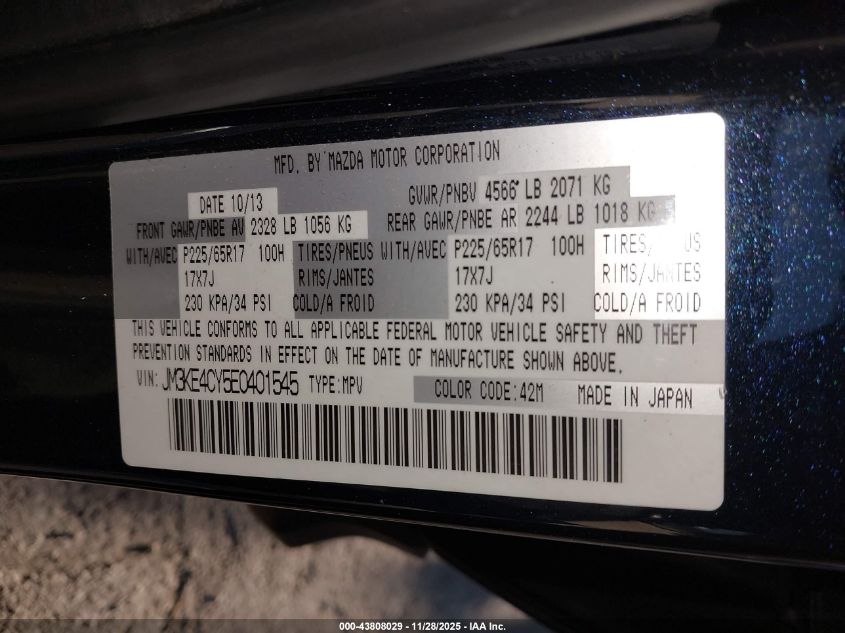 MFD. BY MAZDA MOTOR CORPORATION
DATE 10/13 GVWR/PNBV 4566 LB 2071 KG
FRONT GAWR/PNBE AV 2328 LB 1056 KG REAR GAWR/PNBE AR 2244 LB 1018 KG
WITH/AVEC P225/65R17 100H TIRES/PNEUS WITH/AVEC P225/65R17 100H TIRES/
17X7J RIMS/JANTES 17X7J RIMS/JANTES
230 KPA/34 PSI COLD/A FROID 230 KPA/34 PSI COLD/A FROID
THIS VEHICLE CONFORMS TO ALL APPLICABLE FEDERAL MOTOR VEHICLE SAFETY AND THEFT
PREVENTION STANDARDS IN EFFECT ON THE DATE OF MANUFACTURE SHOWN ABOVE.
VIN: JM3KE4CY5E0401545 TYPE:MPV COLOR CODE:42M MADE IN JAPAN
000-43808029 - 11/28/2025 - IAA Inc.